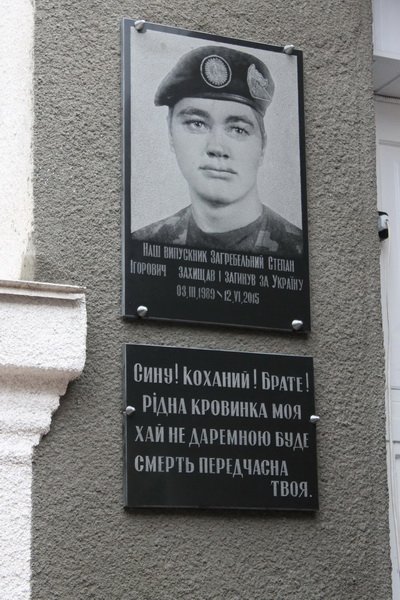 НАШ ВИПУСКНИК ЗАГРЕБЕЛЬНИЙ СТЕПАН
ІГОРОВИЧ ЗАХИЩАВ І ЗАГИНУВ ЗА УКРАЇНУ
03.III.1989 \ 12.VI.2015
СИНУ! КОХАНИЙ! БРАТЕ!
РІДНА КРОВИНКА МОЯ
ХАЙ НЕ ДАРЕМНОЮ БУДЕ
СМЕРТЬ ПЕРЕДЧАСНА
ТВОЯ.